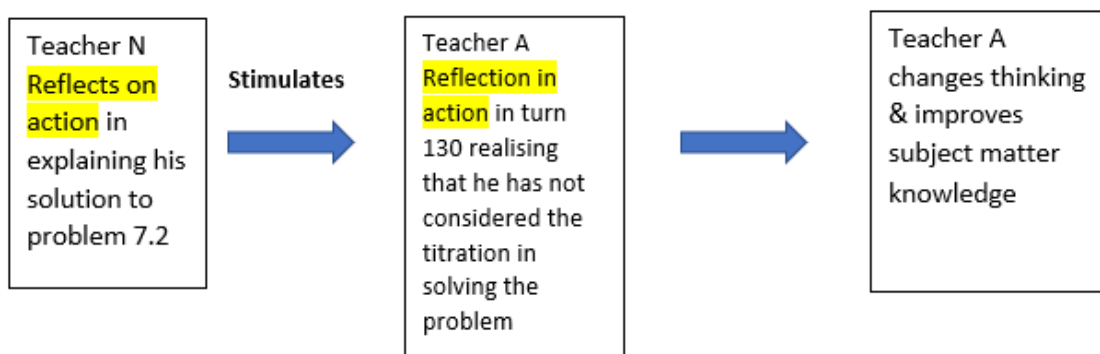 Teacher N
Reflects on
action in
explaining his
solution to
problem 7.2
Stimulates
Teacher A
Reflection in
action in turn
130 realising
that he has not
considered the
titration in
solving the
problem
Teacher A
changes thinking
& improves
subject matter
knowledge